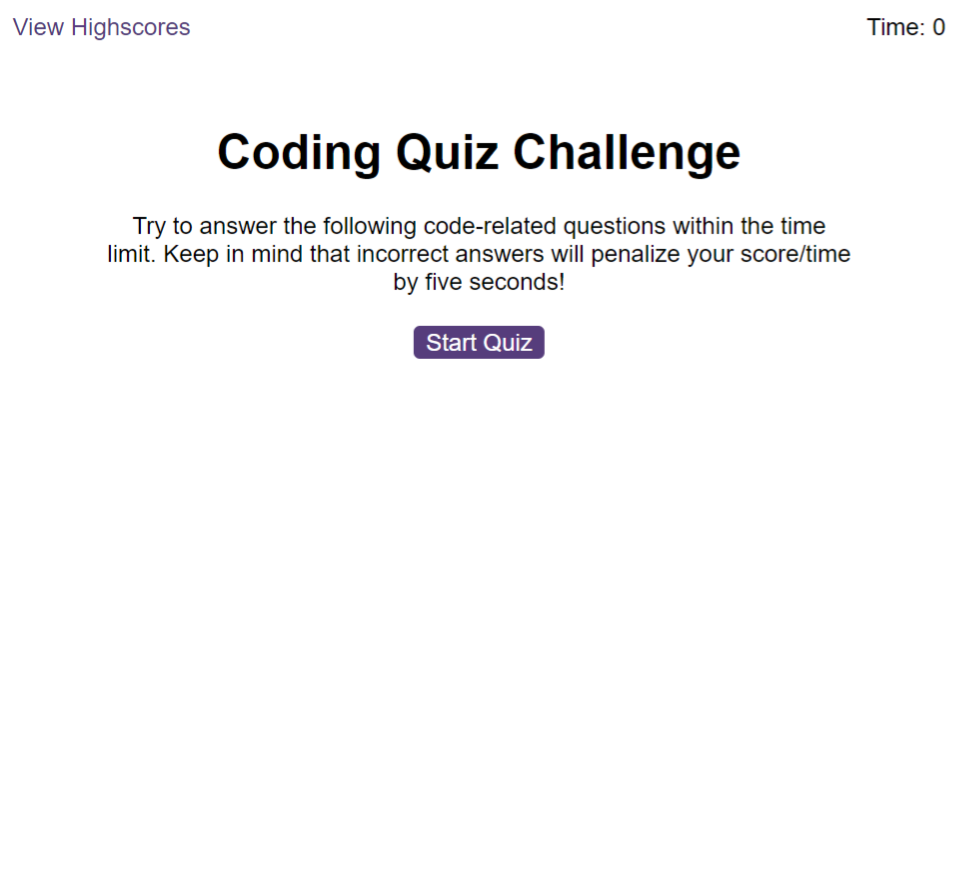 View Highscores
Time: 0
Coding Quiz Challenge
Try to answer the following code-related questions within the time
limit. Keep in mind that incorrect answers will penalize your score/time
by five seconds!
Start Quiz